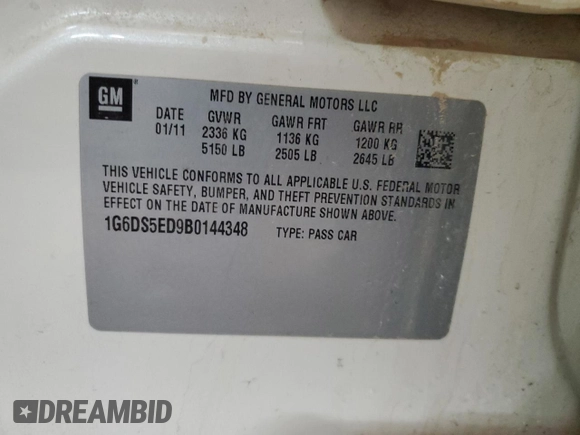 GM
MFD BY GENERAL MOTORS LLC
DATE GVWR GAWR FRT GAWR RR
01/11 2336 KG 1136 KG 1200 KG
5150 LB 2505 LB 2645 LB
THIS VEHICLE CONFORMS TO ALL APPLICABLE U.S. FEDERAL MOTOR
VEHICLE SAFETY, BUMPER, AND THEFT PREVENTION STANDARDS IN
EFFECT ON THE DATE OF MANUFACTURE SHOWN ABOVE.
1G6DS5ED9B0144348 TYPE: PASS CAR
DREAMBID